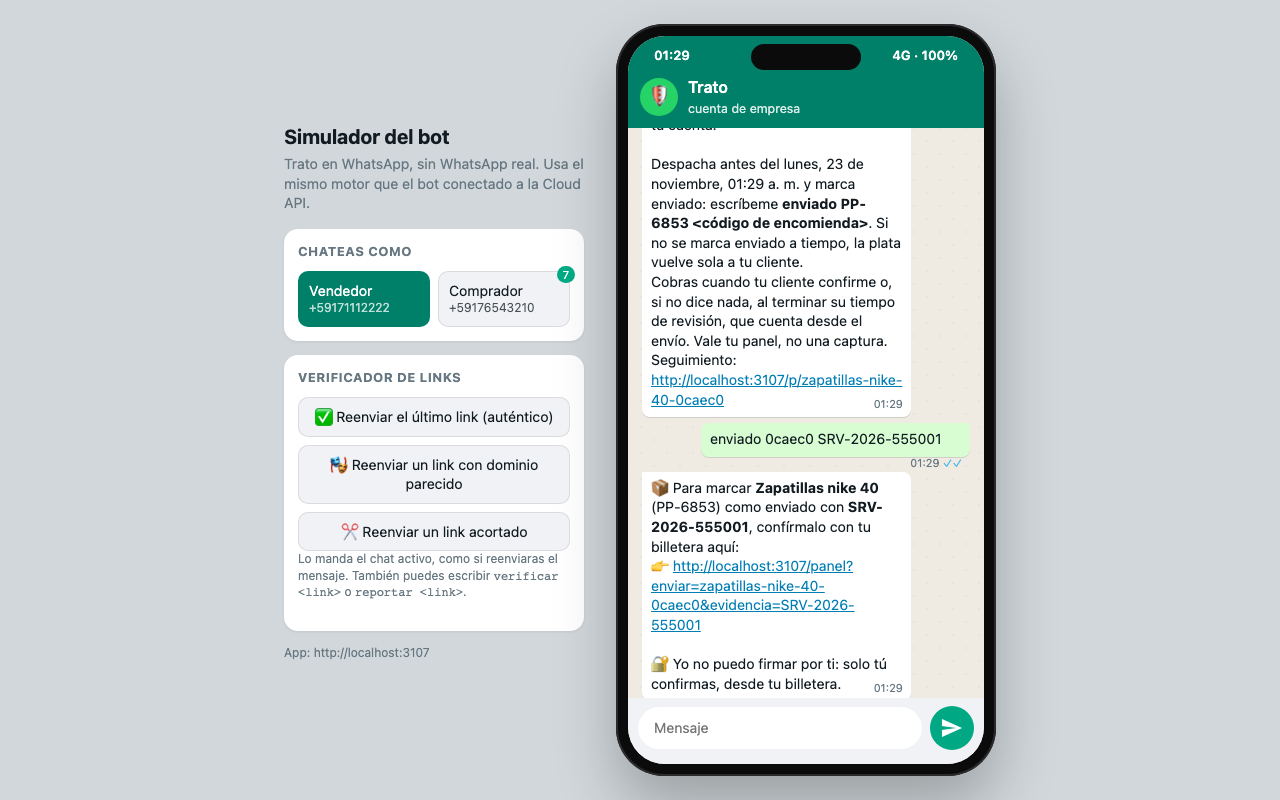 Simulador del bot
Trato en WhatsApp, sin WhatsApp real. Usa el
mismo motor que el bot conectado a la Cloud
API.
CHATEAS COMO
Vendedor
+59171112222
Comprador
+59176543210
7
VERIFICADOR DE LINKS
✅ Reenviar el último link (auténtico)
🎭 Reenviar un link con dominio
parecido
✂️ Reenviar un link acortado
Lo manda el chat activo, como si reenviaras el
mensaje. También puedes escribir verificar
<link> o reportar <link>.
App: http://localhost:3107
01:29
4G · 100%
Trato
cuenta de empresa
tu cuenta.
Despacha antes del lunes, 23 de
noviembre, 01:29 a. m. y marca
enviado: escríbeme enviado PP-
6853 <código de encomienda>. Si
no se marca enviado a tiempo, la plata
vuelve sola a tu cliente.
Cobras cuando tu cliente confirme o,
si no dice nada, al terminar su tiempo
de revisión, que cuenta desde el
envío. Vale tu panel, no una captura.
Seguimiento:
http://localhost:3107/p/zapatillas-nike-
40-0caec0
01:29
enviado 0caec0 SRV-2026-555001
01:29 ✓✓
📦 Para marcar Zapatillas nike 40
(PP-6853) como enviado con SRV-
2026-555001, confírmalo con tu
billetera aquí:
👉 http://localhost:3107/panel?
enviar=zapatillas-nike-40-
0caec0&evidencia=SRV-2026-
555001
🔐 Yo no puedo firmar por ti: solo tú
confirmas, desde tu billetera.
01:29
Mensaje